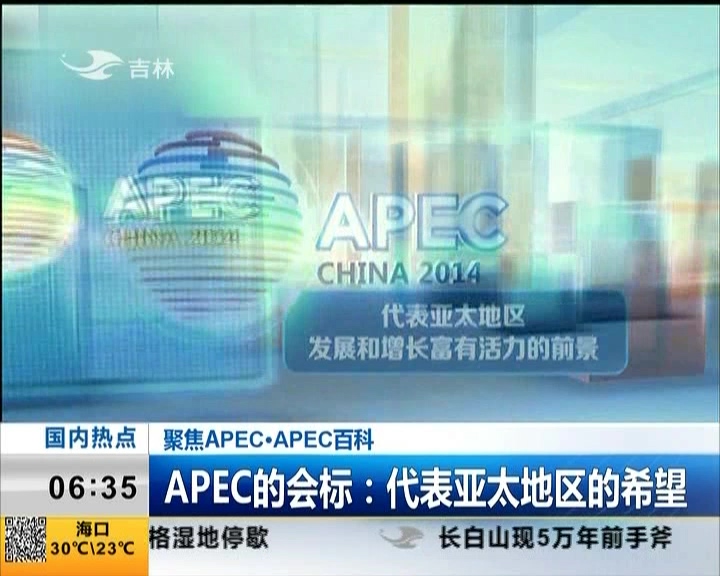 吉林
APEC
CHINA 2014
APEC
CHINA 2014
代表亚太地区
发展和增长富有活力的前景
国内热点
聚焦APEC·APEC百科
06:35
APEC的会标：代表亚太地区的希望
海口
30℃\23℃
格湿地停歇
长白山现5万年前手斧